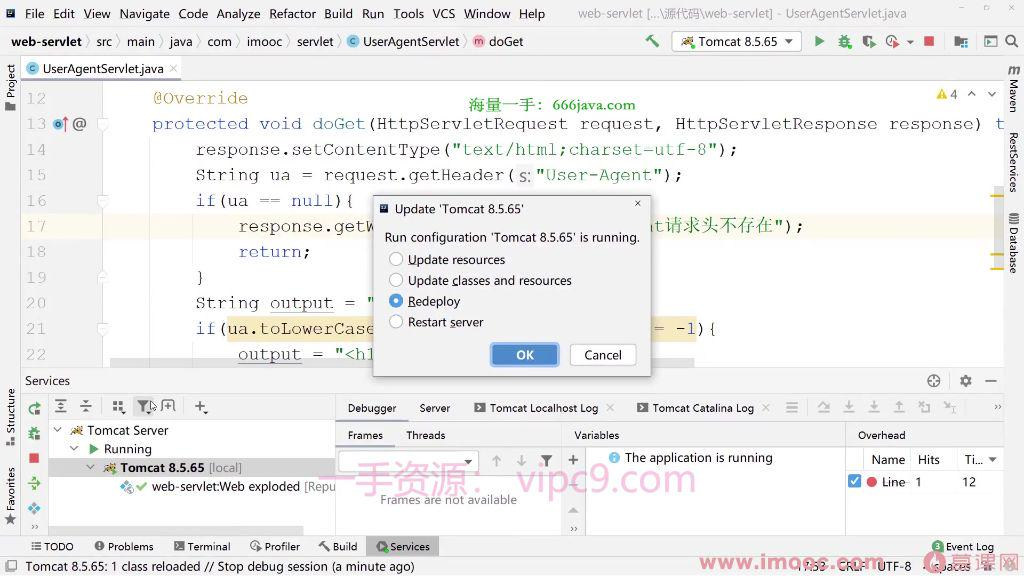 File Edit View Navigate Code Analyze Refactor Build Run Tools VCS Window Help web-servlet [...\源代码\web-servlet] - UserAgentServlet.java
web-servlet src main java com imooc servlet UserAgentServlet doGet Tomcat 8.5.65
Project
UserAgentServlet.java
Maven
RestServices
Database
12 @Override
海量一手：666java.com
4
13 @ protected void doGet(HttpServletRequest request, HttpServletResponse response) t
14 response.setContentType("text/html;charset=utf-8");
15 String ua = request.getHeader( s: "User-Agent");
16 if(ua == null){
17 response.getW t请求头不存在");
18 return;
19 }
20 String output = "
21 if(ua.toLowerCase = -1){
22 output = "<h1
Update 'Tomcat 8.5.65'
Run configuration 'Tomcat 8.5.65' is running.
Update resources
Update classes and resources
Redeploy
Restart server
OK Cancel
Services
Structure
Favorites
Debugger Server Tomcat Localhost Log Tomcat Catalina Log
Tomcat Server
Running
Tomcat 8.5.65 [local]
web-servlet:Web exploded [Repu
Frames Threads
Frames are not available
Variables
The application is running
Overhead
Name Hits Ti...
Line 1 12
一手资源： vipc9.com
TODO Problems Terminal Profiler Build Services 3 Event Log
Tomcat 8.5.65: 1 class reloaded // Stop debug session (a minute ago) 17:53 CRLF UTF-8 spaces
www.imooc.com 慕课网